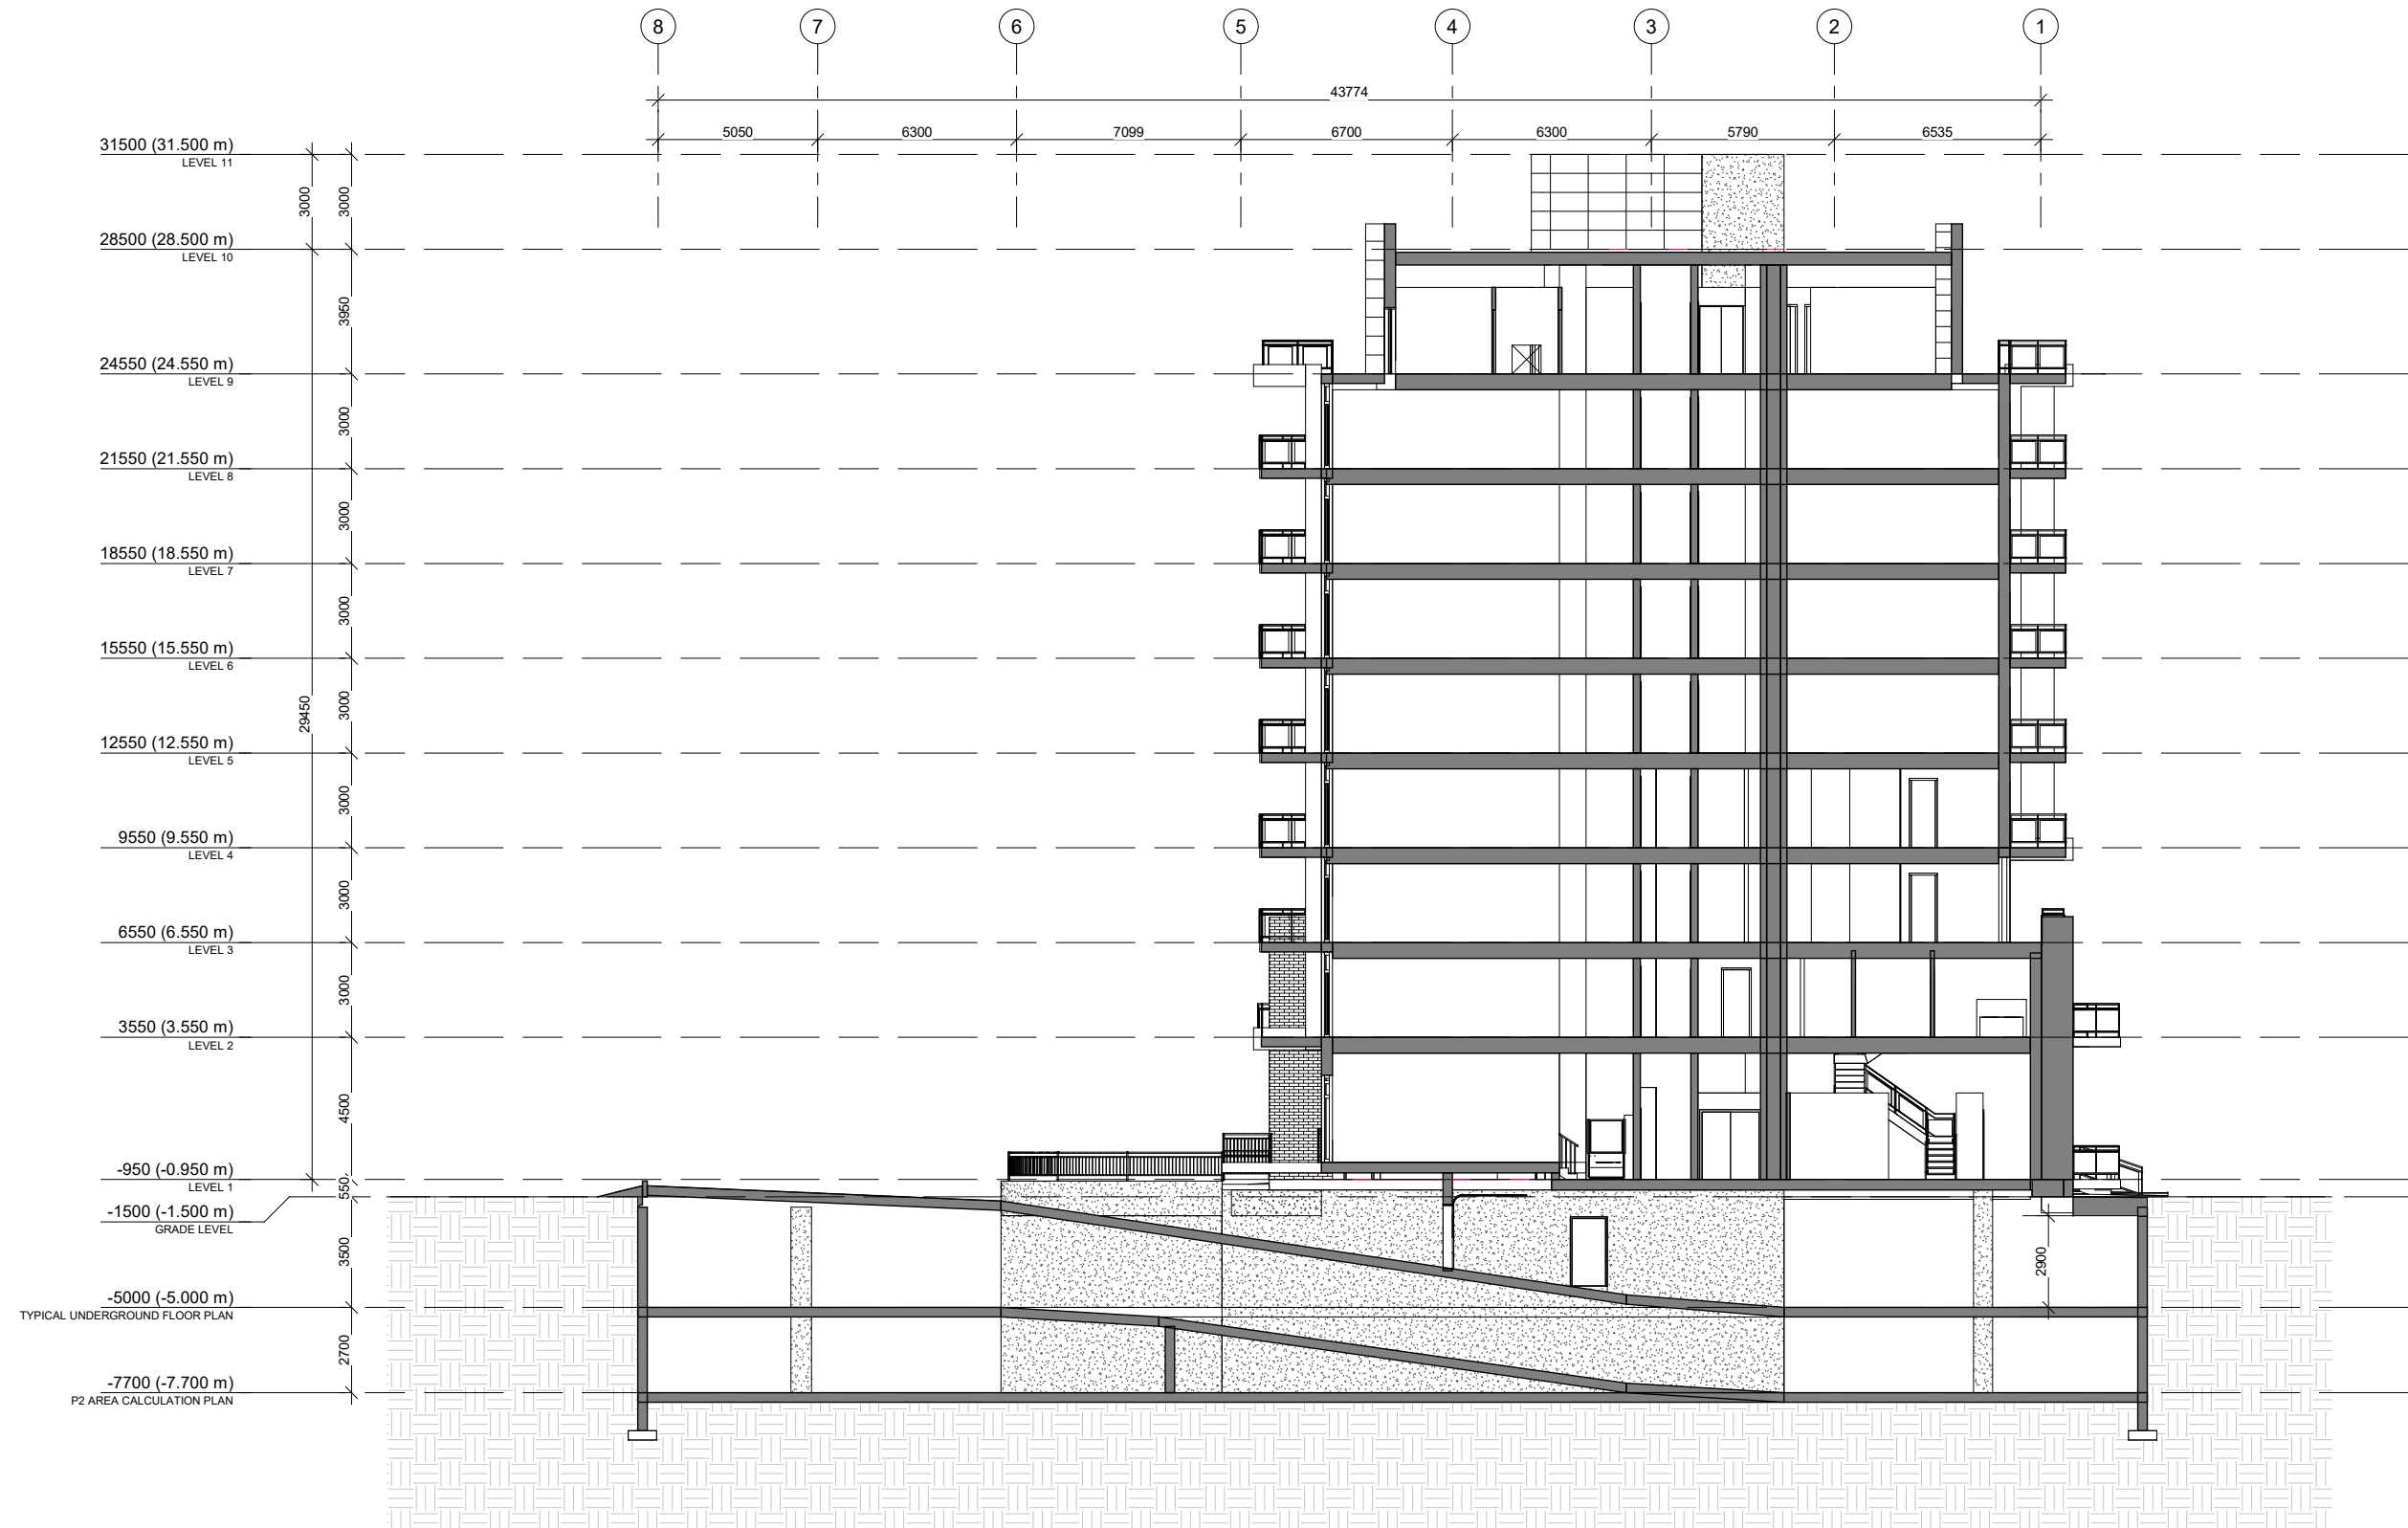 8 7 6 5 4 3 2 1
43774
5050 6300 7099 6700 6300 5790 6535
31500 (31.500 m)
LEVEL 11
3000 3000
28500 (28.500 m)
LEVEL 10
3950
24550 (24.550 m)
LEVEL 9
3000
21550 (21.550 m)
LEVEL 8
3000
18550 (18.550 m)
LEVEL 7
3000
15550 (15.550 m)
LEVEL 6
29450 3000
12550 (12.550 m)
LEVEL 5
3000
9550 (9.550 m)
LEVEL 4
3000
6550 (6.550 m)
LEVEL 3
3000
3550 (3.550 m)
LEVEL 2
4500
-950 (-0.950 m)
LEVEL 1
550
-1500 (-1.500 m)
GRADE LEVEL
3500 2900
-5000 (-5.000 m)
TYPICAL UNDERGROUND FLOOR PLAN
2700
-7700 (-7.700 m)
P2 AREA CALCULATION PLAN